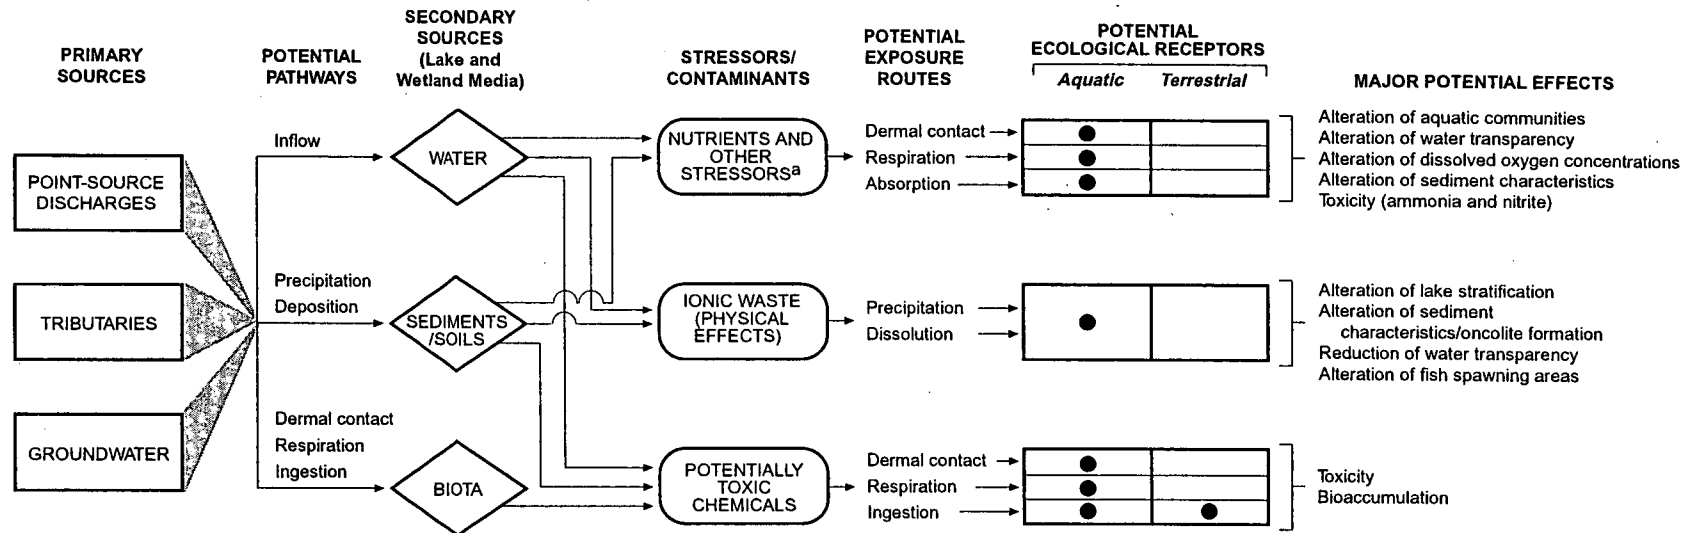 PRIMARY
SOURCES
POTENTIAL
PATHWAYS
SECONDARY
SOURCES
(Lake and
Wetland Media)
STRESSORS/
CONTAMINANTS
POTENTIAL
EXPOSURE
ROUTES
POTENTIAL
ECOLOGICAL RECEPTORS
Aquatic
Terrestrial
MAJOR POTENTIAL EFFECTS
POINT-SOURCE
DISCHARGES
TRIBUTARIES
GROUNDWATER
Inflow
Precipitation
Deposition
Dermal contact
Respiration
Ingestion
WATER
SEDIMENTS
/SOILS
BIOTA
NUTRIENTS AND
OTHER
STRESSORSa
IONIC WASTE
(PHYSICAL
EFFECTS)
POTENTIALLY
TOXIC
CHEMICALS
Dermal contact
Respiration
Absorption
Precipitation
Dissolution
Dermal contact
Respiration
Ingestion
Alteration of aquatic communities
Alteration of water transparency
Alteration of dissolved oxygen concentrations
Alteration of sediment characteristics
Toxicity (ammonia and nitrite)
Alteration of lake stratification
Alteration of sediment
characteristics/oncolite formation
Reduction of water transparency
Alteration of fish spawning areas
Toxicity
Bioaccumulation